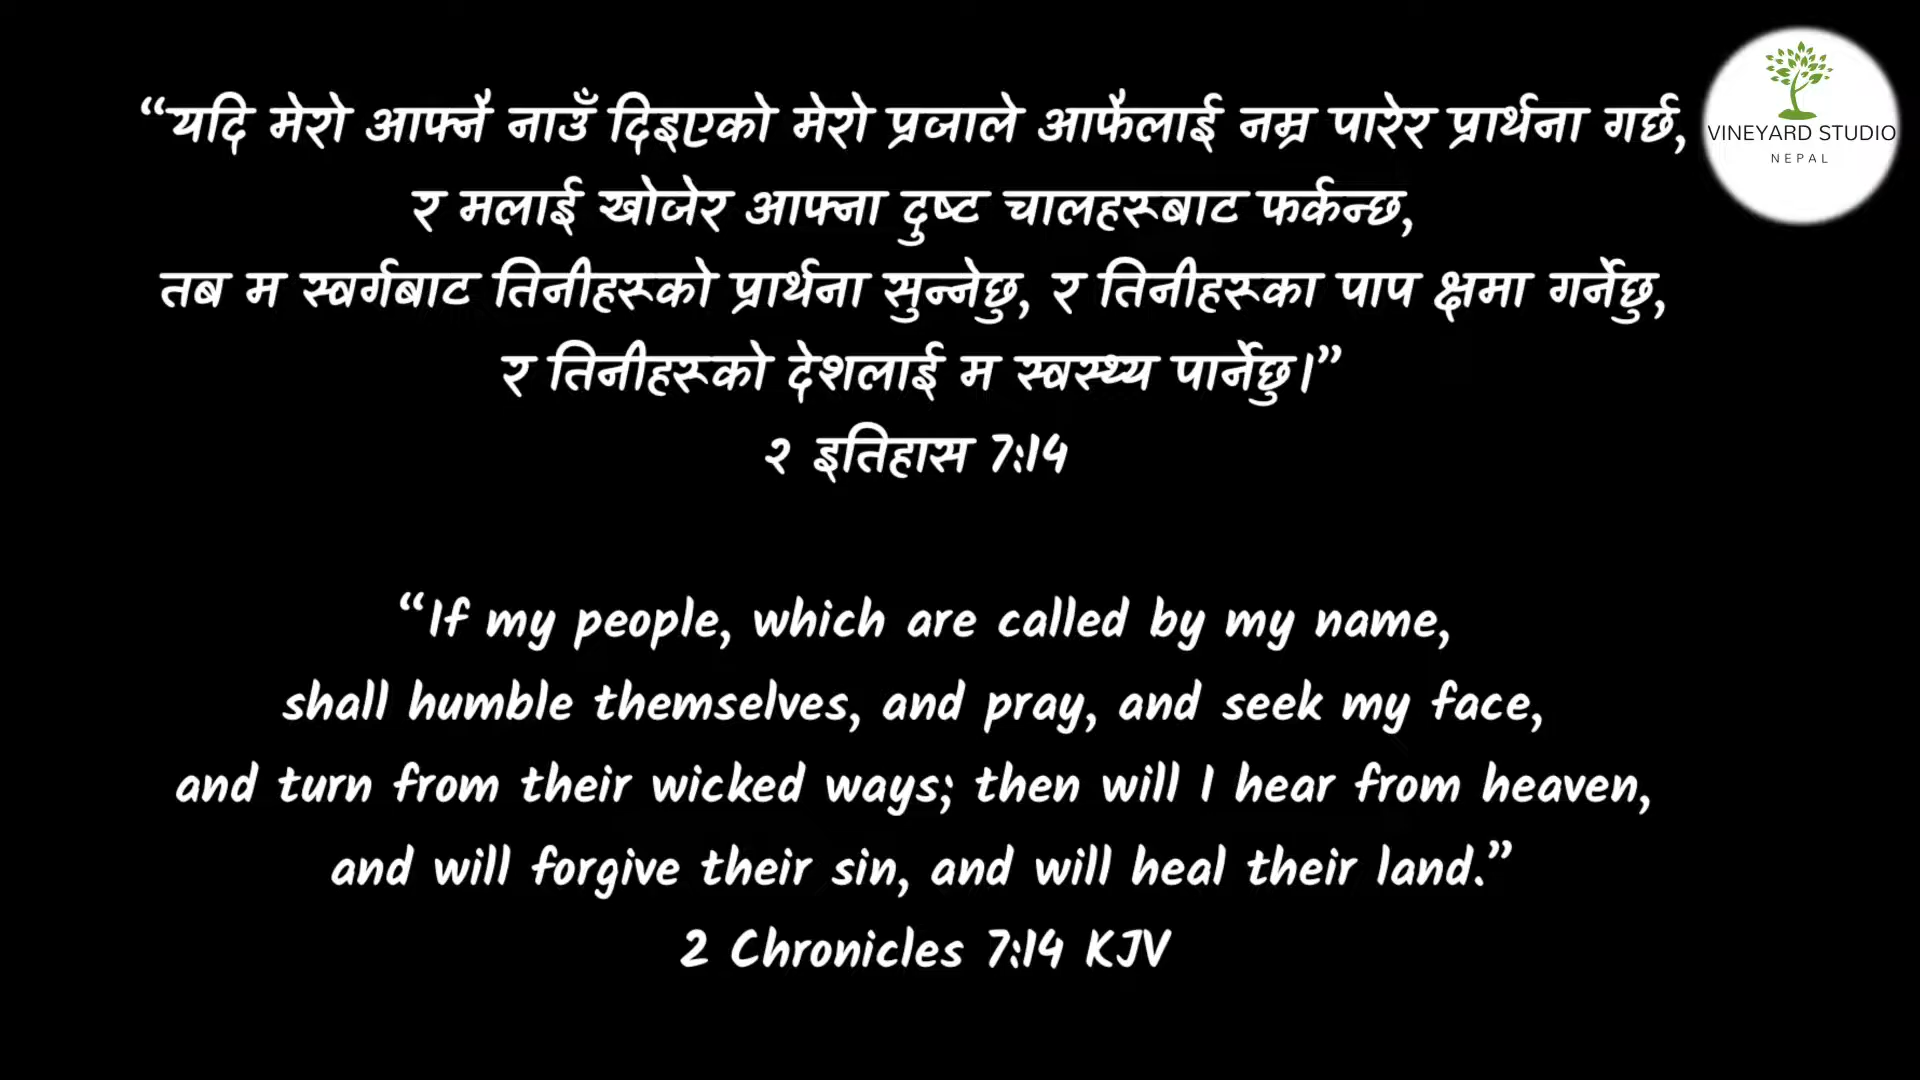 “यदि मेरो आफ्नै नाउँ दिइएको मेरो प्रजाले आफैलाई नम्र पारेर प्रार्थना गर्छ,
र मलाई खोजेर आफ्ना दुष्ट चालहरूबाट फर्कन्छ,
तब म स्वर्गबाट तिनीहरूको प्रार्थना सुन्नेछु, र तिनीहरूका पाप क्षमा गर्नेछु,
र तिनीहरूको देशलाई म स्वस्थ्य पार्नेछु।”
२ इतिहास 7:14
“If my people, which are called by my name,
shall humble themselves, and pray, and seek my face,
and turn from their wicked ways; then will I hear from heaven,
and will forgive their sin, and will heal their land.”
2 Chronicles 7:14 KJV
VINEYARD STUDIO
NEPAL